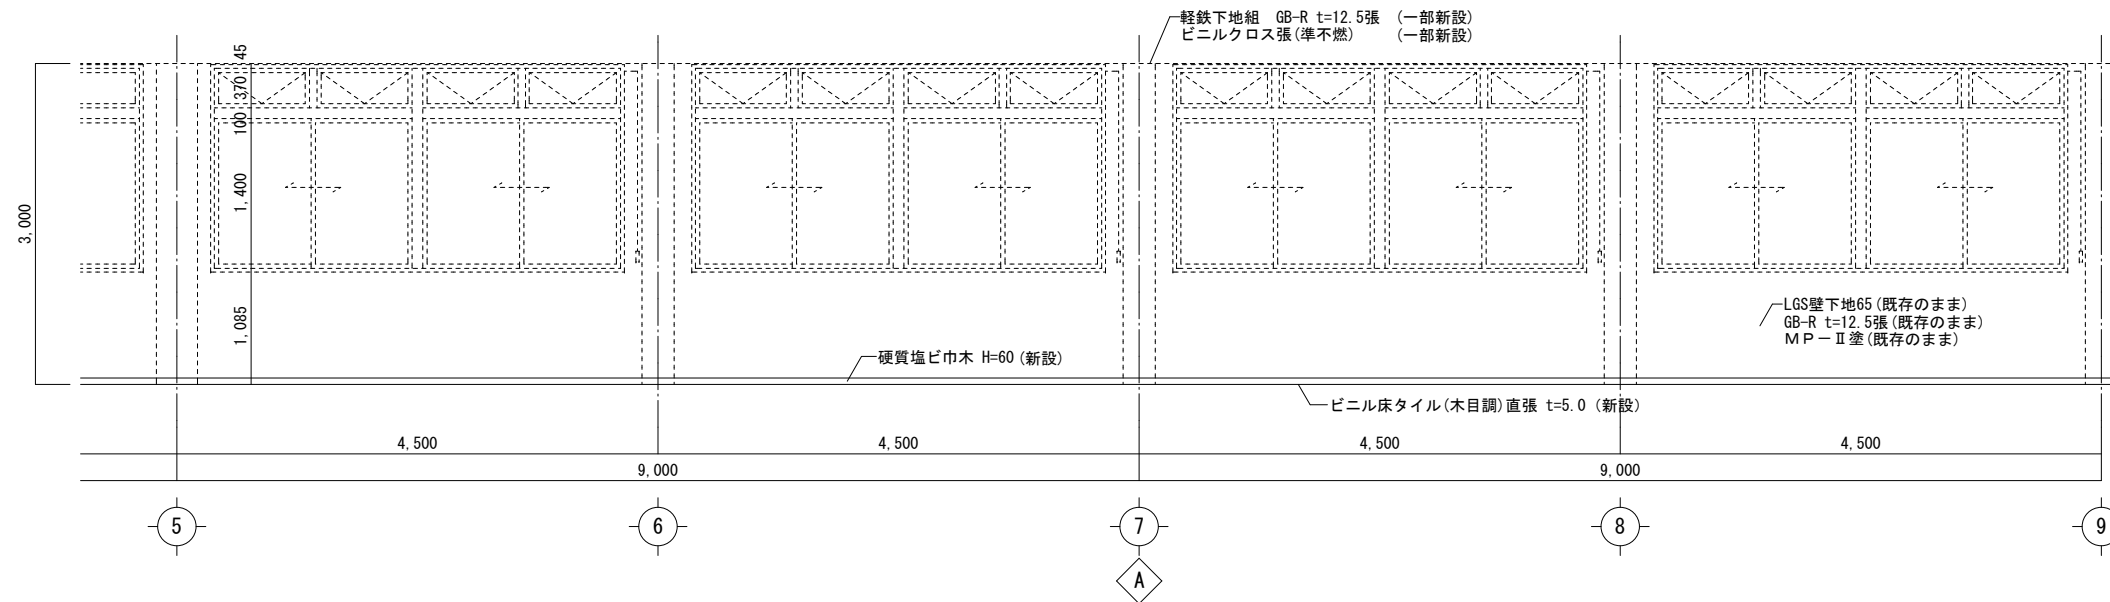 軽鉄下地組 GB-R t=12.5張 (一部新設)
ビニルクロス張(準不燃) (一部新設)
45
370
100
1,400
3,000
1,085
LGS壁下地65(既存のまま)
GB-R t=12.5張(既存のまま)
MP-Ⅱ塗(既存のまま)
硬質塩ビ巾木 H=60(新設)
ビニル床タイル(木目調)直張 t=5.0 (新設)
4,500 4,500 4,500 4,500
9,000 9,000
5 6 7 8 9
A